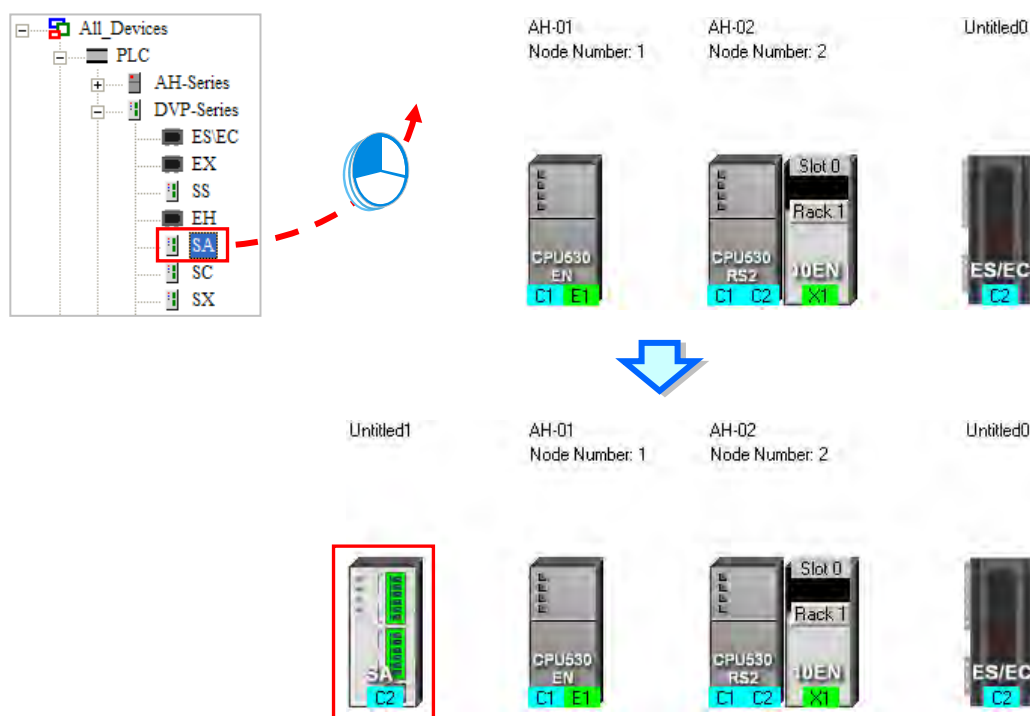 All_Devices
PLC
AH-Series
DVP-Series
ES\EC
EX
SS
EH
SA
SC
SX
AH-01
Node Number: 1
AH-02
Node Number: 2
Untitled0
CPU530
EN
C1 E1
CPU530
RS2
C1 C2
Slot 0
Rack 1
10EN
X1
ES/EC
C2
Untitled1
AH-01
Node Number: 1
AH-02
Node Number: 2
Untitled0
SA
C2
CPU530
EN
C1 E1
CPU530
RS2
C1 C2
Slot 0
Rack 1
10EN
X1
ES/EC
C2